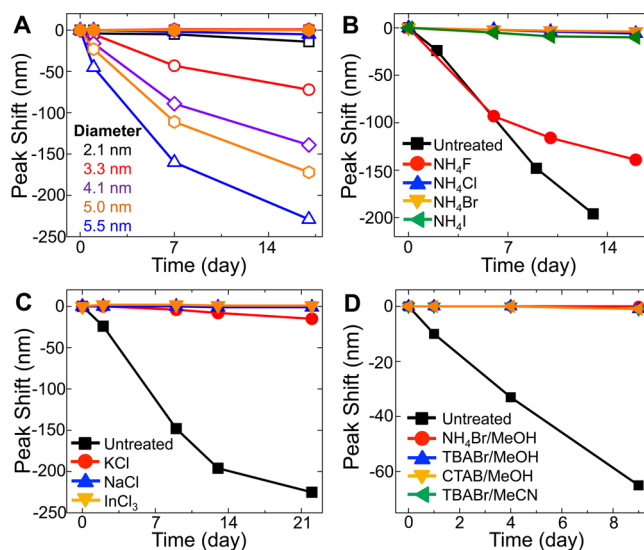 A
Peak Shift (nm)
0
-50
-100
-150
-200
-250
Diameter
2.1 nm
3.3 nm
4.1 nm
5.0 nm
5.5 nm
0 7 14
Time (day)
B
Peak Shift (nm)
0
-50
-100
-150
-200
Untreated
NH₄F
NH₄Cl
NH₄Br
NH₄I
0 7 14
Time (day)
C
Peak Shift (nm)
0
-50
-100
-150
-200
-250
Untreated
KCl
NaCl
InCl₃
0 7 14 21
Time (day)
D
Peak Shift (nm)
0
-20
-40
-60
Untreated
NH₄Br/MeOH
TBABr/MeOH
CTAB/MeOH
TBABr/MeCN
0 2 4 6 8
Time (day)